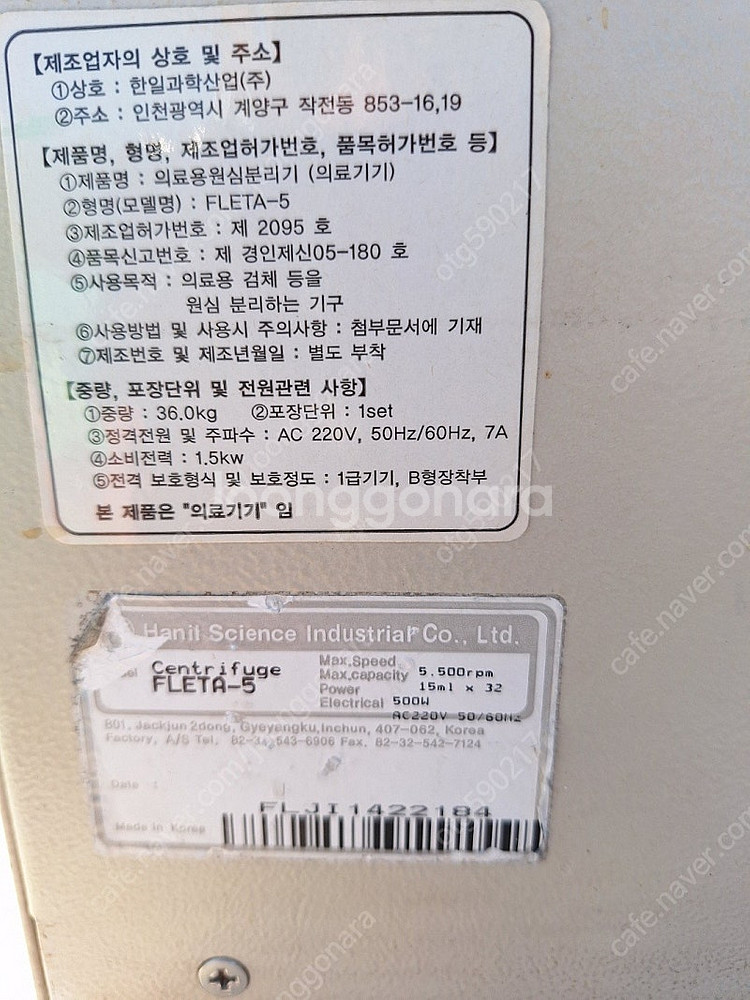 【제조업자의 상호 및 주소】
①상호 : 한일과학산업(주)
②주소 : 인천광역시 계양구 작전동 853-16,19
【제품명, 형명, 제조업허가번호, 품목허가번호 등】
①제품명 : 의료용원심분리기 (의료기기)
②형명(모델명) : FLETA-5
③제조업허가번호 : 제 2095 호
④품목신고번호 : 제 경인제신05-180 호
⑤사용목적 : 의료용 검체 등을
원심 분리하는 기구
⑥사용방법 및 사용시 주의사항 : 첨부문서에 기재
⑦제조번호 및 제조년월일 : 별도 부착
【중량, 포장단위 및 전원관련 사항】
①중량 : 36.0kg ②포장단위 : 1set
③정격전원 및 주파수 : AC 220V, 50Hz/60Hz, 7A
④소비전력 : 1.5kw
⑤전격 보호형식 및 보호정도 : 1급기기, B형장착부
본 제품은 "의료기기" 임
joonggonara
Hanil Science Industrial Co., Ltd.
Centrifuge
FLETA-5
Max.Speed 5.500rpm
Max.capacity 15ml x 32
Power 500W
Electrical AC220V 50/60Hz
801, Jackjun 2dong, Gyeyangku, Inchun, 407-062, Korea
Factory, A/S Tel. 82-32-543-6906 Fax. 82-32-542-7124
Date :
FLJI1422184
Made in Korea
cafe.naver.com/joonggonara
otg590217